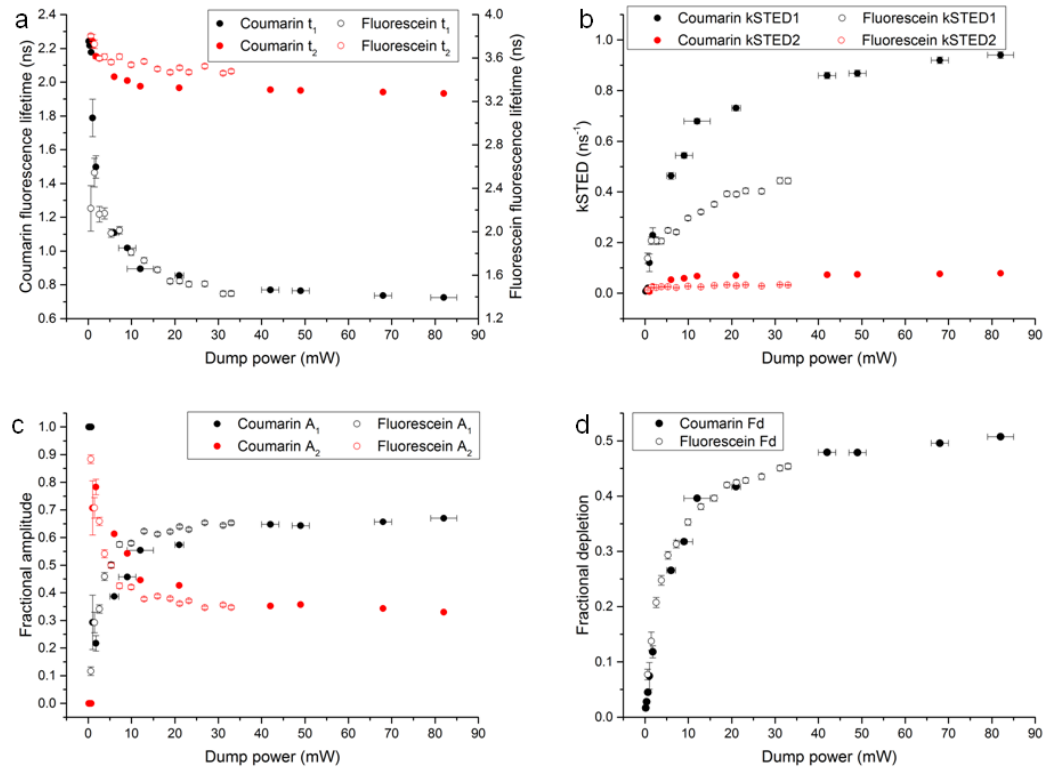 a
Coumarin t1 Fluorescein t1
Coumarin t2 Fluorescein t2
Coumarin fluorescence lifetime (ns)
2.4
2.2
2.0
1.8
1.6
1.4
1.2
1.0
0.8
0.6
4.0
3.6
3.2
2.8
2.4
2.0
1.6
1.2
Fluorescein fluorescence lifetime (ns)
0 10 20 30 40 50 60 70 80 90
Dump power (mW)
b
Coumarin kSTED1 Fluorescein kSTED1
Coumarin kSTED2 Fluorescein kSTED2
kSTED (ns-1)
1.0
0.8
0.6
0.4
0.2
0.0
0 10 20 30 40 50 60 70 80 90
Dump power (mW)
c
Coumarin A1 Fluorescein A1
Coumarin A2 Fluorescein A2
Fractional amplitude
1.0
0.9
0.8
0.7
0.6
0.5
0.4
0.3
0.2
0.1
0.0
0 10 20 30 40 50 60 70 80 90
Dump power (mW)
d
Coumarin Fd
Fluorescein Fd
Fractional depletion
0.5
0.4
0.3
0.2
0.1
0.0
0 10 20 30 40 50 60 70 80 90
Dump power (mW)